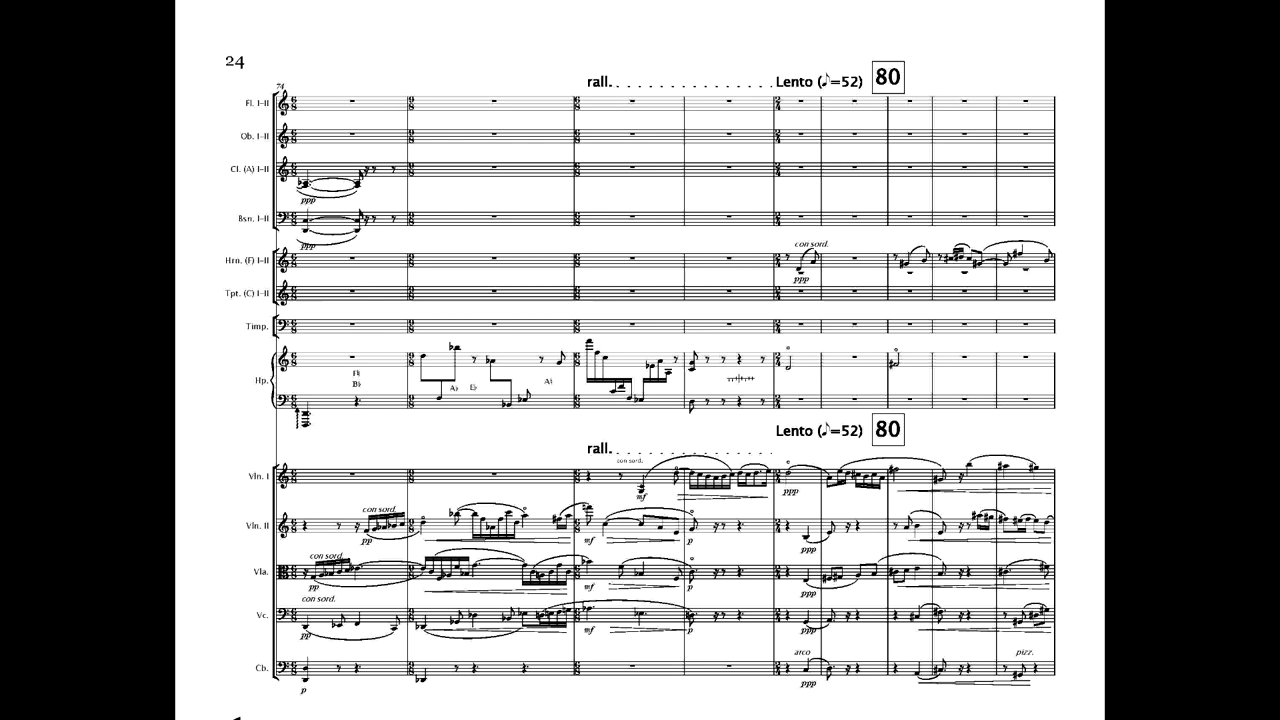 24
74
rall. Lento (♪=52) 80
Fl. I–II
Ob. I–II
Cl. (A) I–II
ppp
Bsn. I–II
ppp
con sord.
Hrn. (F) I–II
ppp
Tpt. (C) I–II
Timp.
Hp.
F♮
B♭
A♭ E♭ A♮
Lento (♪=52) 80
rall.
con sord.
Vln. I
mf ppp
con sord.
Vln. II
pp mf p ppp
con sord.
Vla.
pp mf p ppp
con sord.
Vc.
pp mf p ppp
arco pizz.
Cb.
p ppp